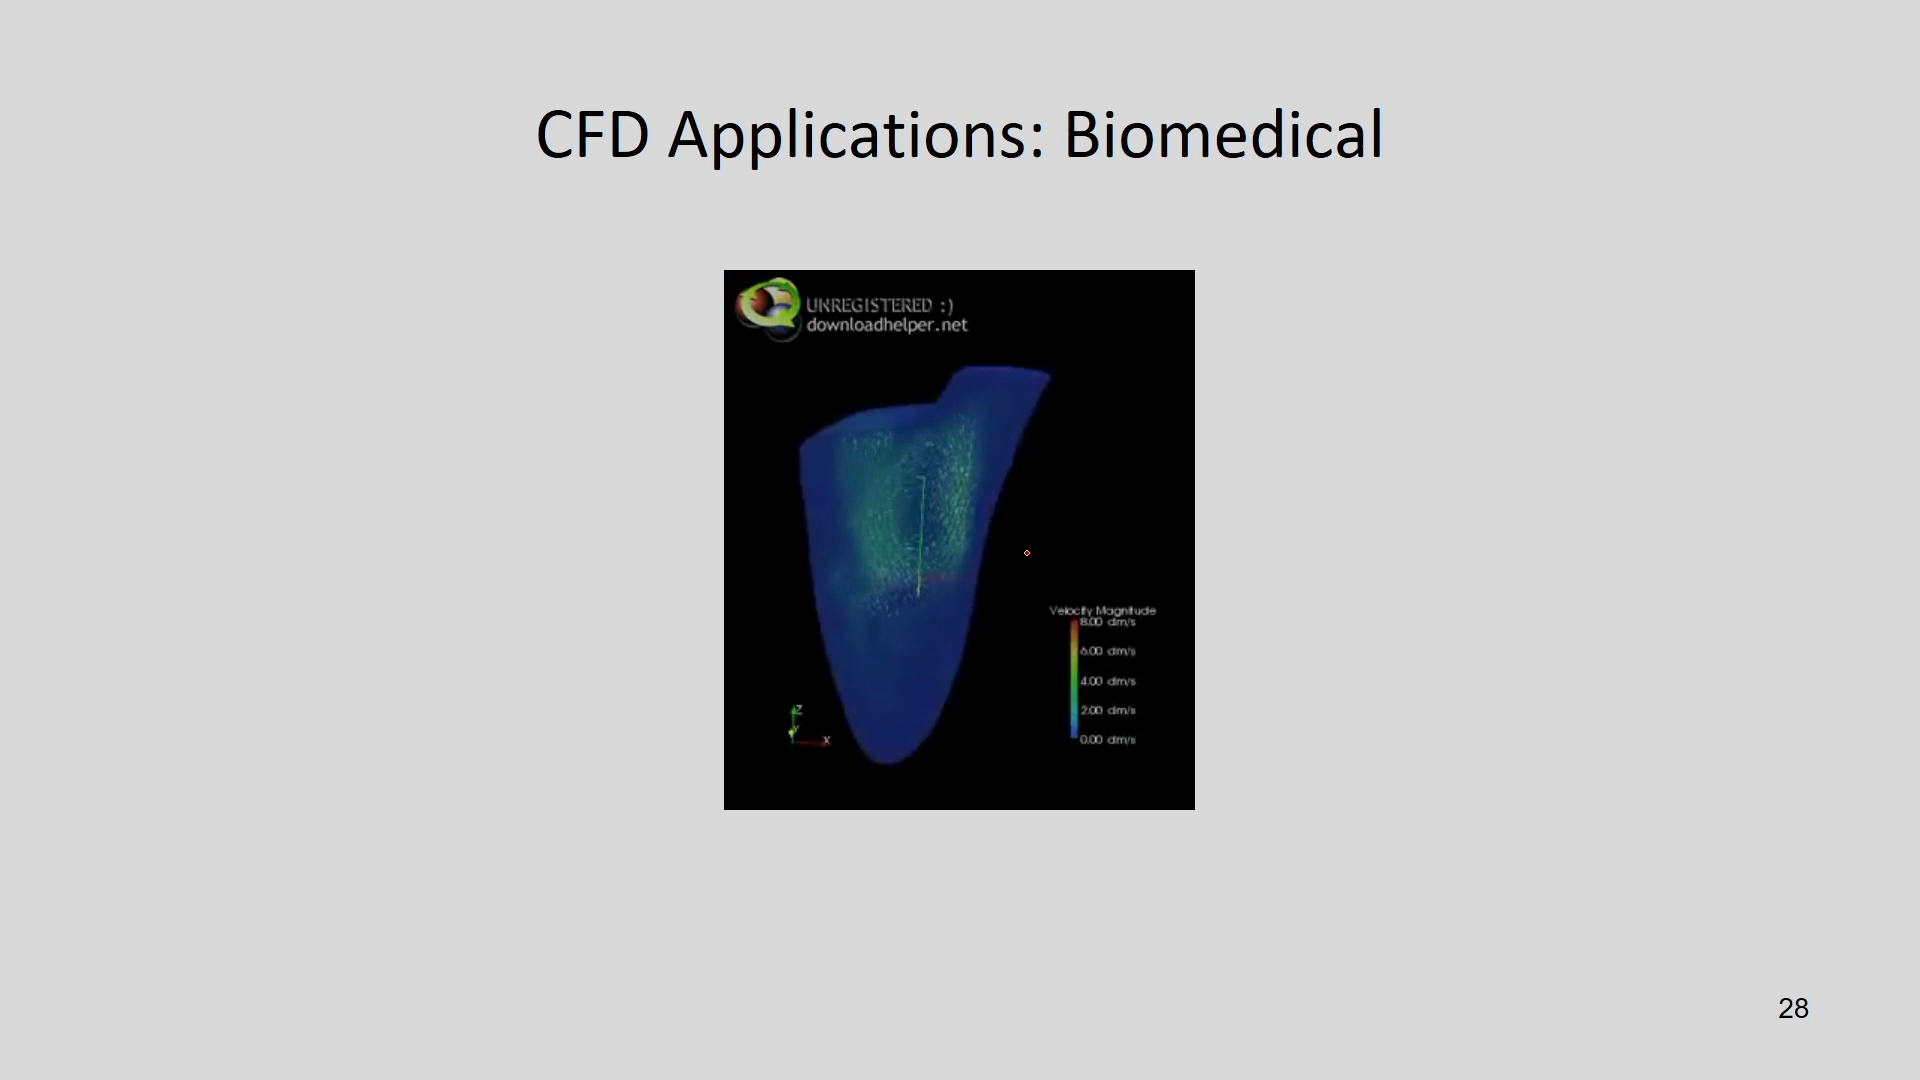 CFD Applications: Biomedical
UNREGISTERED :)
downloadhelper.net
Velocity Magnitude
8.00 dm/s
6.00 dm/s
4.00 dm/s
2.00 dm/s
0.00 dm/s
Z
Y
X
28